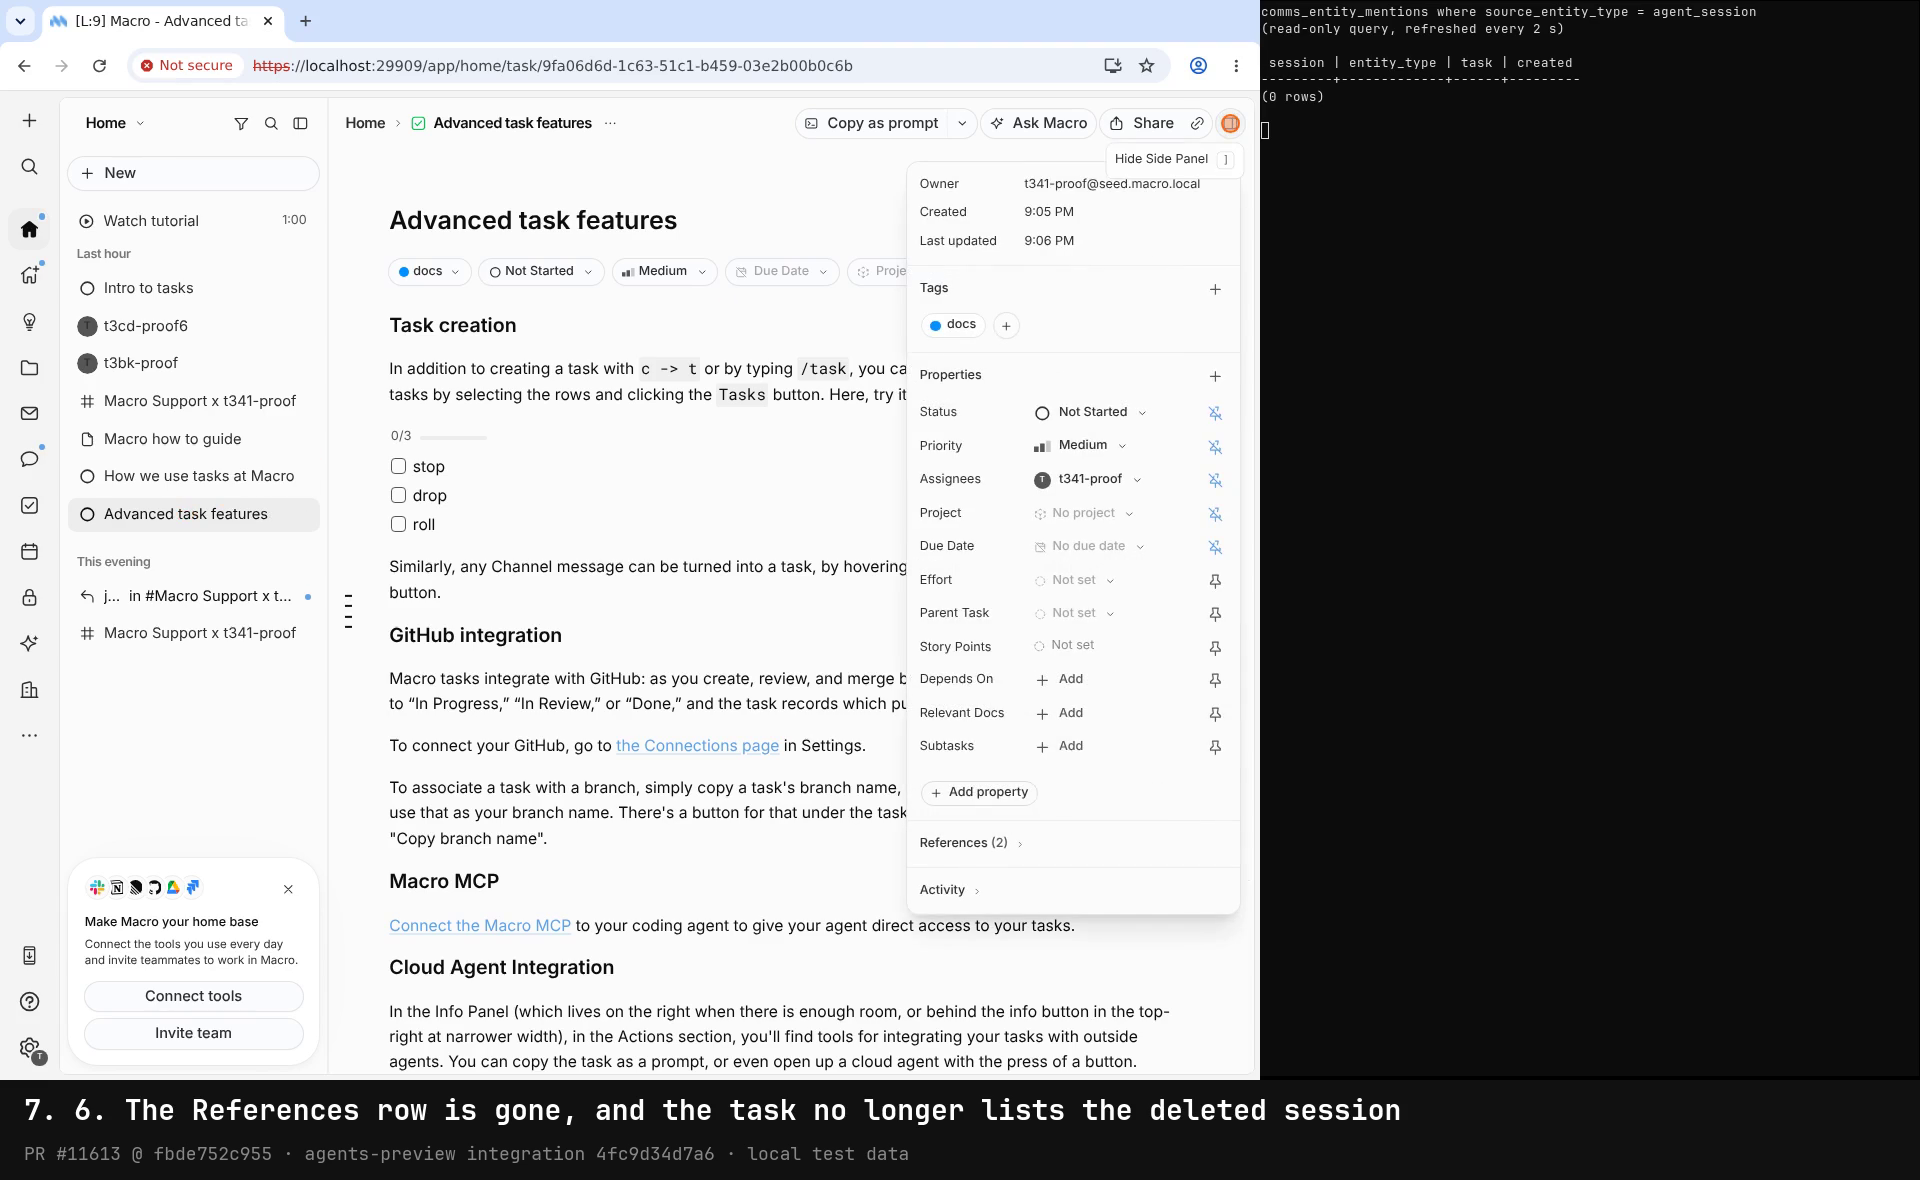 [L:9] Macro - Advanced ta
Not secure
https://localhost:29909/app/home/task/9fa06d6d-1c63-51c1-b459-03e2b00b0c6b
Home
New
Watch tutorial 1:00
Last hour
Intro to tasks
T t3cd-proof6
T t3bk-proof
Macro Support x t341-proof
Macro how to guide
How we use tasks at Macro
Advanced task features
This evening
j... in #Macro Support x t...
Macro Support x t341-proof
Make Macro your home base
Connect the tools you use every day
and invite teammates to work in Macro.
Connect tools
Invite team
T
Home › Advanced task features ···
Copy as prompt
Ask Macro
Share
Hide Side Panel ]
Advanced task features
docs Not Started Medium Due Date Proje
Task creation
In addition to creating a task with c -> t or by typing /task, you ca
tasks by selecting the rows and clicking the Tasks button. Here, try it
0/3
stop
drop
roll
Similarly, any Channel message can be turned into a task, by hovering
button.
GitHub integration
Macro tasks integrate with GitHub: as you create, review, and merge b
to “In Progress,” “In Review,” or “Done,” and the task records which pu
To connect your GitHub, go to the Connections page in Settings.
To associate a task with a branch, simply copy a task's branch name,
use that as your branch name. There's a button for that under the task
"Copy branch name".
Macro MCP
Connect the Macro MCP to your coding agent to give your agent direct access to your tasks.
Cloud Agent Integration
In the Info Panel (which lives on the right when there is enough room, or behind the info button in the top-
right at narrower width), in the Actions section, you'll find tools for integrating your tasks with outside
agents. You can copy the task as a prompt, or even open up a cloud agent with the press of a button.
Owner t341-proof@seed.macro.local
Created 9:05 PM
Last updated 9:06 PM
Tags
docs
Properties
Status Not Started
Priority Medium
Assignees T t341-proof
Project No project
Due Date No due date
Effort Not set
Parent Task Not set
Story Points Not set
Depends On + Add
Relevant Docs + Add
Subtasks + Add
+ Add property
References (2) ›
Activity ›
comms_entity_mentions where source_entity_type = agent_session
(read-only query, refreshed every 2 s)
session | entity_type | task | created
---------+-------------+------+---------
(0 rows)
7. 6. The References row is gone, and the task no longer lists the deleted session
PR #11613 @ fbde752c955 · agents-preview integration 4fc9d34d7a6 · local test data